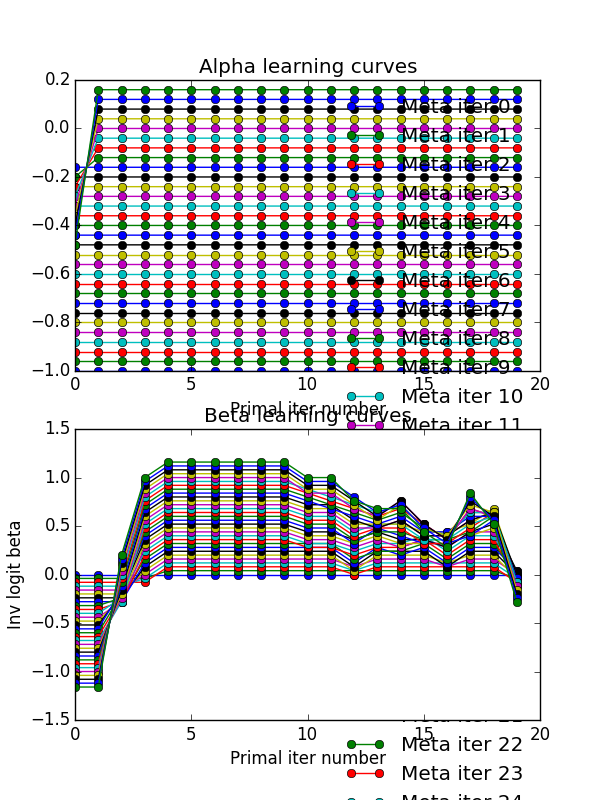 Alpha learning curves
0.2
0.0
−0.2
−0.4
−0.6
−0.8
−1.0
0
5
10
15
20
Primal iter number
Meta iter 0
Meta iter 1
Meta iter 2
Meta iter 3
Meta iter 4
Meta iter 5
Meta iter 6
Meta iter 7
Meta iter 8
Meta iter 9
Meta iter 10
Meta iter 11
Beta learning curves
Inv logit beta
1.5
1.0
0.5
0.0
−0.5
−1.0
−1.5
0
5
10
15
20
Primal iter number
Meta iter 22
Meta iter 23
Meta iter 24